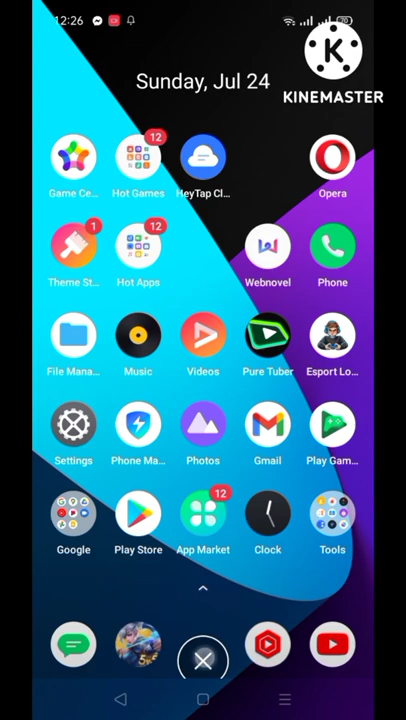 12:26
Sunday, Jul 24
K
KINEMASTER
12
Game Ce...
Hot Games
HeyTap Cl...
Opera
1
12
Theme St...
Hot Apps
Webnovel
Phone
File Mana...
Music
Videos
Pure Tuber
Esport Lo...
Settings
Phone Ma...
Photos
Gmail
Play Gam...
12
Google
Play Store
App Market
Clock
Tools